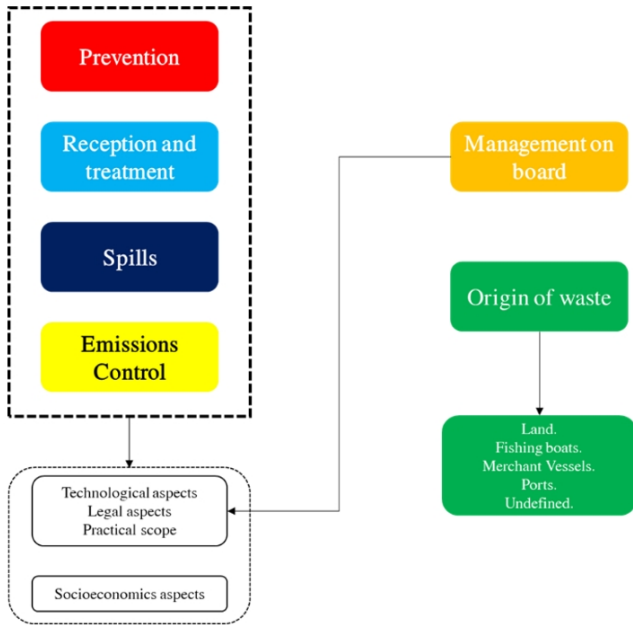 Prevention
Reception and
treatment
Spills
Emissions
Control
Technological aspects
Legal aspects
Practical scope
Socioeconomics aspects
Management on
board
Origin of waste
Land.
Fishing boats.
Merchant Vessels.
Ports.
Undefined.